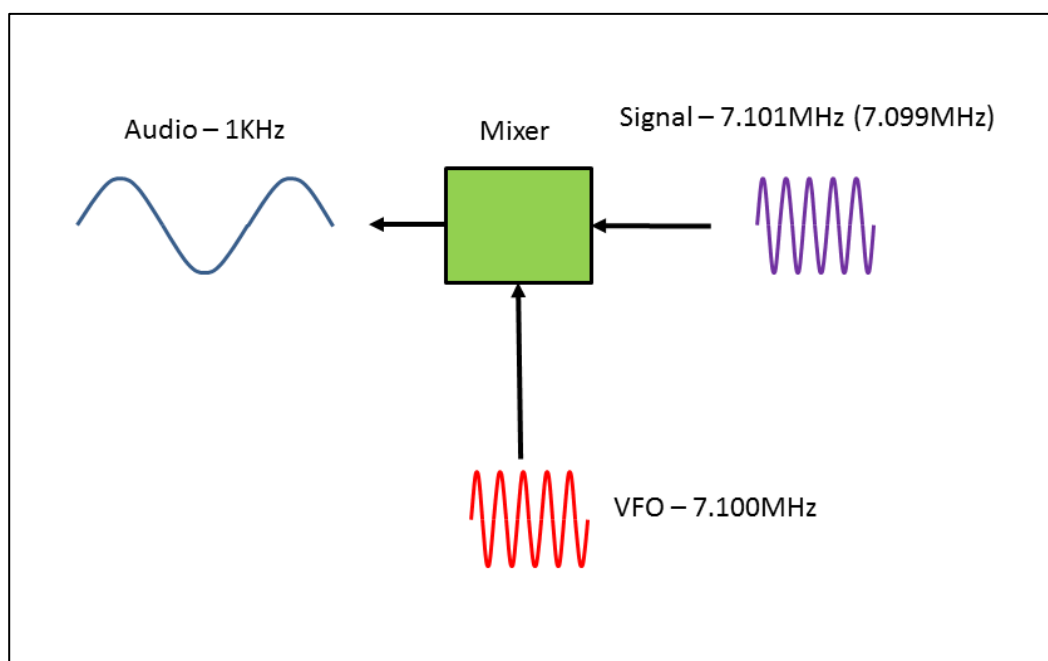 Audio – 1KHz
Mixer
Signal – 7.101MHz (7.099MHz)
VFO – 7.100MHz